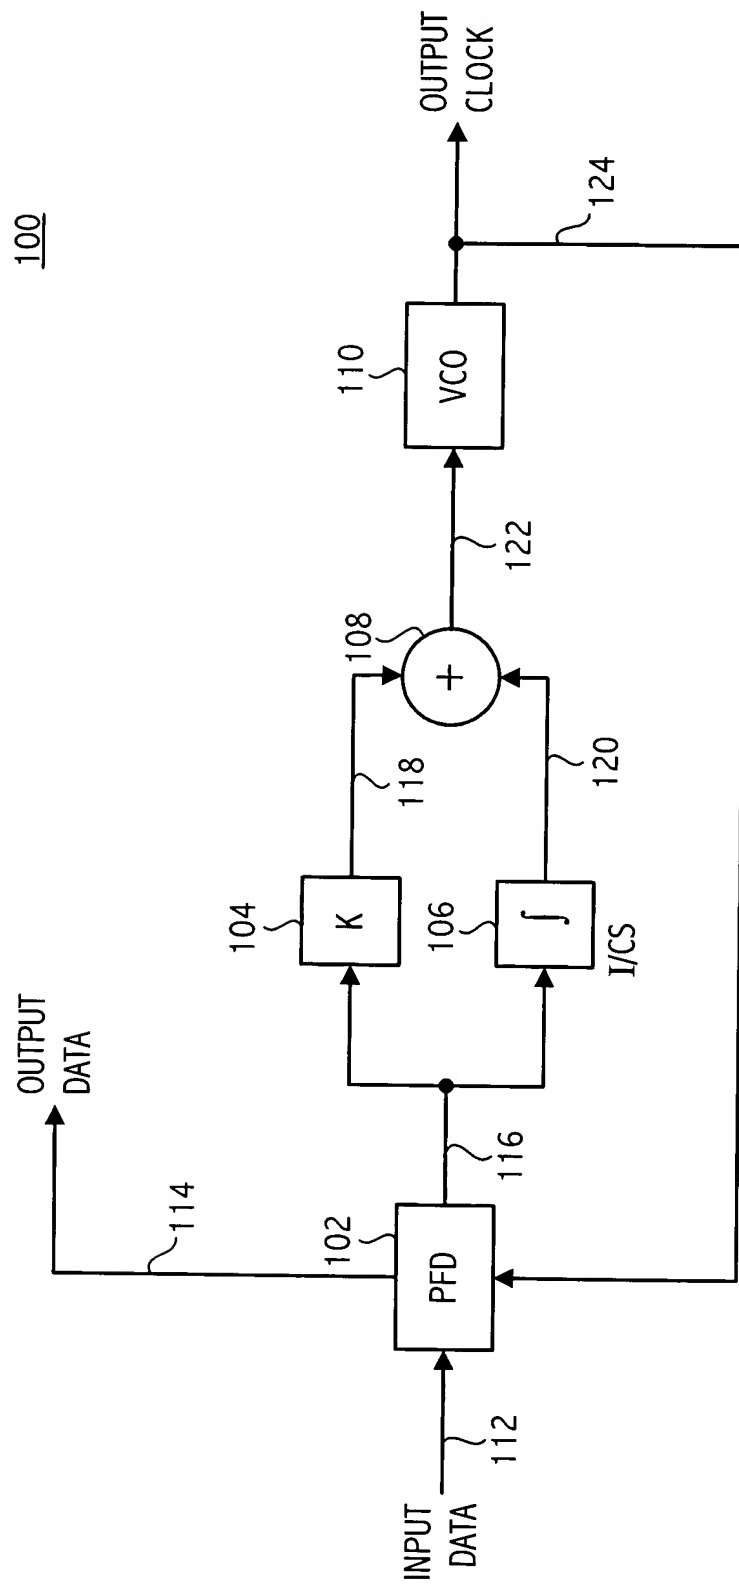 100
OUTPUT
DATA
114
102
PFD
INPUT
DATA
112
116
104
K
118
106
∫
I/CS
120
108
+
122
110
VCO
OUTPUT
CLOCK
124